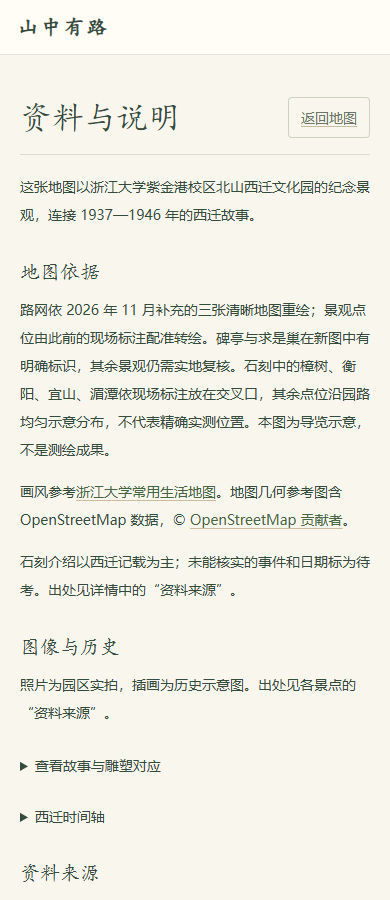 山中有路
资料与说明
返回地图
这张地图以浙江大学紫金港校区北山西迁文化园的纪念景
观，连接 1937—1946 年的西迁故事。
地图依据
路网依 2026 年 11 月补充的三张清晰地图重绘；景观点
位由此前的现场标注配准转绘。碑亭与求是巢在新图中有
明确标识，其余景观仍需实地复核。石刻中的樟树、衡
阳、宜山、湄潭依现场标注放在交叉口，其余点位沿园路
均匀示意分布，不代表精确实测位置。本图为导览示意，
不是测绘成果。
画风参考浙江大学常用生活地图。地图几何参考图含
OpenStreetMap 数据，© OpenStreetMap 贡献者。
石刻介绍以西迁记载为主；未能核实的事件和日期标为待
考。出处见详情中的“资料来源”。
图像与历史
照片为园区实拍，插画为历史示意图。出处见各景点的
“资料来源”。
▶ 查看故事与雕塑对应
▶ 西迁时间轴
资料来源